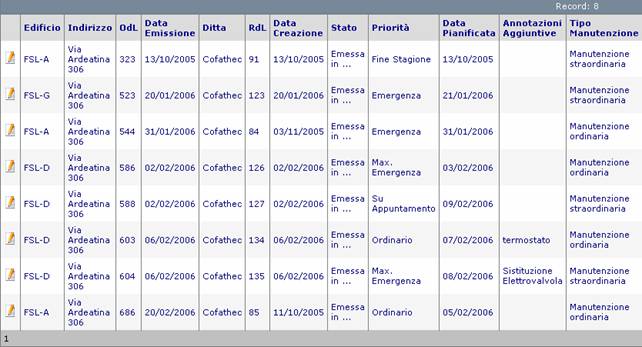 Record: 8
Edificio Indirizzo OdL Data Emissione Ditta RdL Data Creazione Stato Priorità Data Pianificata Annotazioni Aggiuntive Tipo Manutenzione
FSL-A Via Ardeatina 306 323 13/10/2005 Cofathec 91 13/10/2005 Emessa in ... Fine Stagione 13/10/2005 Manutenzione straordinaria
FSL-G Via Ardeatina 306 523 20/01/2006 Cofathec 123 20/01/2006 Emessa in ... Emergenza 21/01/2006 Manutenzione straordinaria
FSL-A Via Ardeatina 306 544 31/01/2006 Cofathec 84 03/11/2005 Emessa in ... Emergenza 31/01/2006 Manutenzione ordinaria
FSL-D Via Ardeatina 306 586 02/02/2006 Cofathec 126 02/02/2006 Emessa in ... Max. Emergenza 03/02/2006 Manutenzione straordinaria
FSL-D Via Ardeatina 306 588 02/02/2006 Cofathec 127 02/02/2006 Emessa in ... Su Appuntamento 09/02/2006 Manutenzione straordinaria
FSL-D Via Ardeatina 306 603 06/02/2006 Cofathec 134 06/02/2006 Emessa in ... Ordinario 07/02/2006 termostato Manutenzione ordinaria
FSL-D Via Ardeatina 306 604 06/02/2006 Cofathec 135 06/02/2006 Emessa in ... Max. Emergenza 08/02/2006 Sistituzione Elettrovalvola Manutenzione straordinaria
FSL-A Via Ardeatina 306 686 20/02/2006 Cofathec 85 11/10/2005 Emessa in ... Ordinario 05/02/2006 Manutenzione ordinaria
1